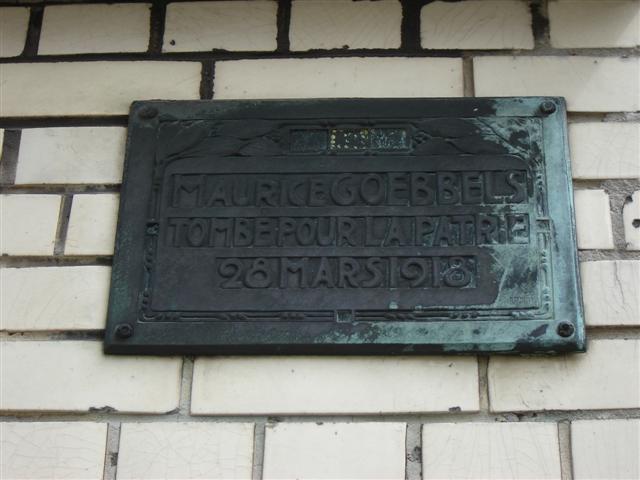 MAURICE GOEBBELS
TOMBE POUR LA PATRIE
28 MARS 1918